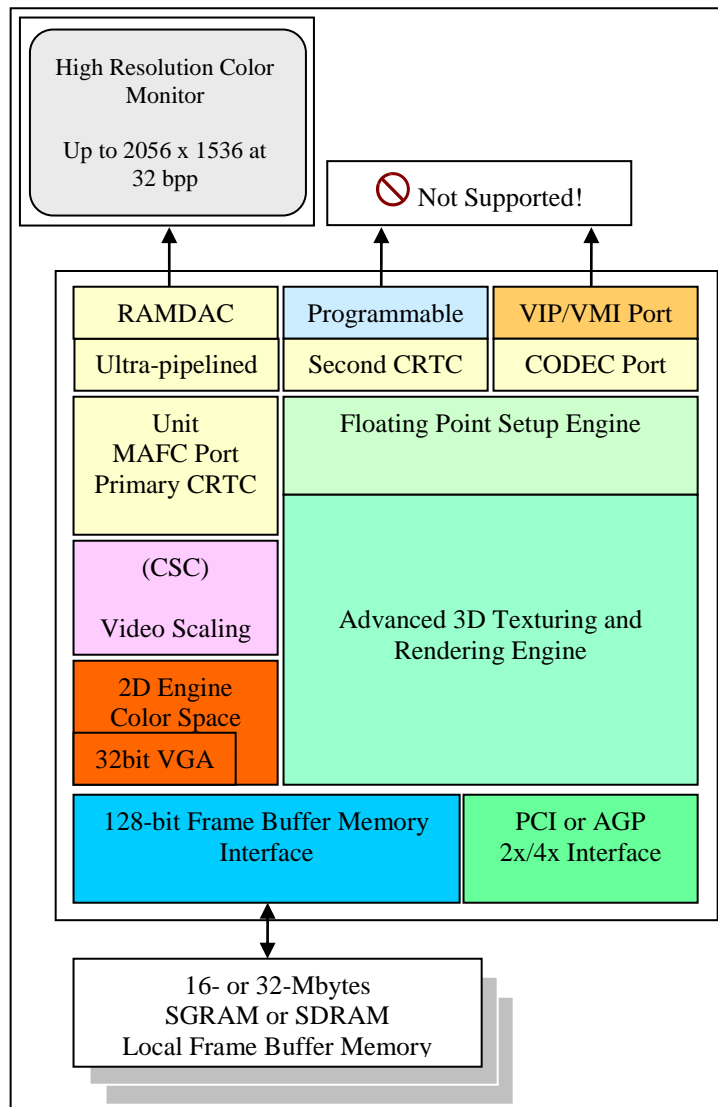 High Resolution Color
Monitor
Up to 2056 x 1536 at
32 bpp
Not Supported!
RAMDAC
Programmable
VIP/VMI Port
Ultra-pipelined
Second CRTC
CODEC Port
Unit
MAFC Port
Primary CRTC
Floating Point Setup Engine
(CSC)
Video Scaling
Advanced 3D Texturing and
Rendering Engine
2D Engine
Color Space
32bit VGA
128-bit Frame Buffer Memory
Interface
PCI or AGP
2x/4x Interface
16- or 32-Mbytes
SGRAM or SDRAM
Local Frame Buffer Memory